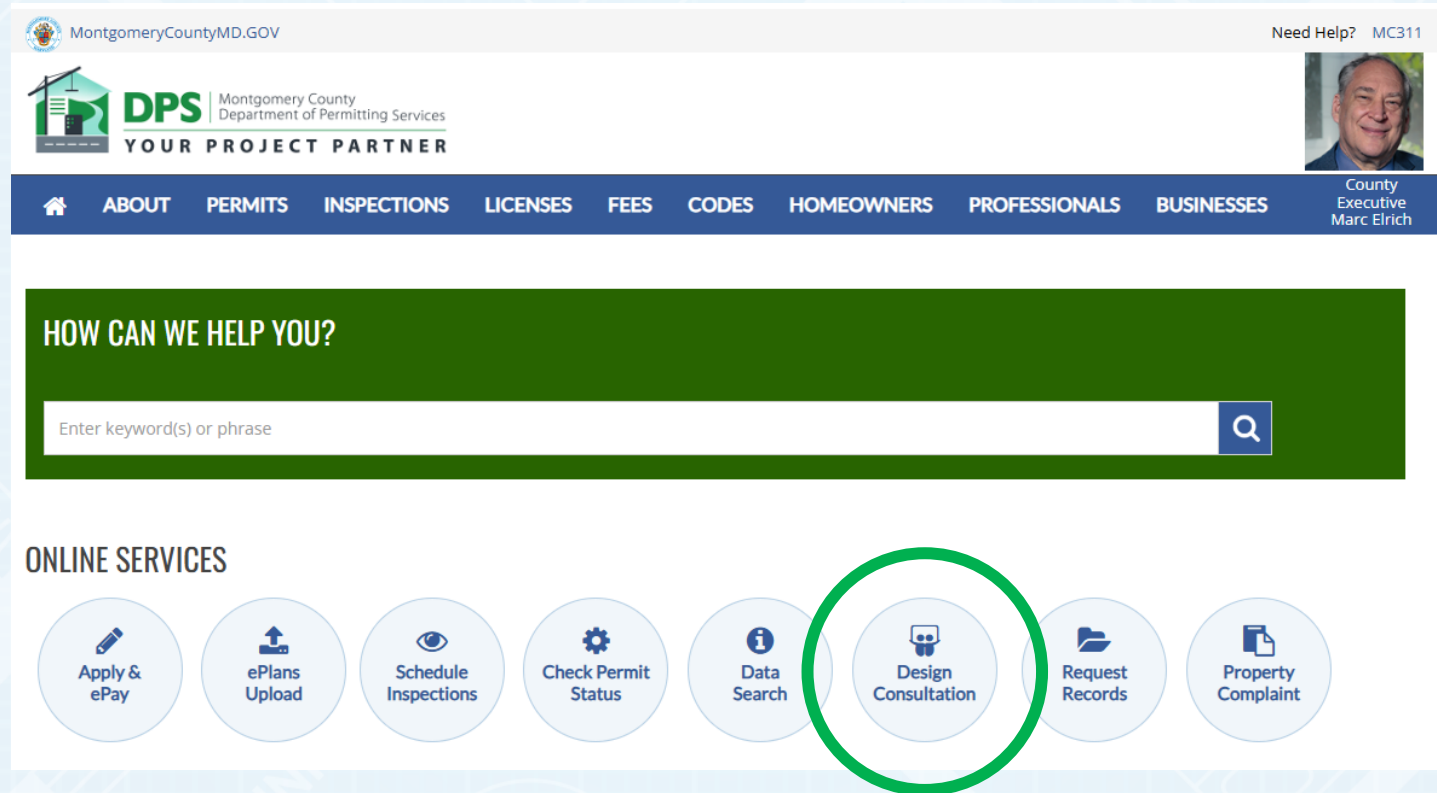 MontgomeryCountyMD.GOV
Need Help? MC311
DPS
Montgomery County
Department of Permitting Services
YOUR PROJECT PARTNER
ABOUT PERMITS INSPECTIONS LICENSES FEES CODES HOMEOWNERS PROFESSIONALS BUSINESSES
County
Executive
Marc Elrich
HOW CAN WE HELP YOU?
Enter keyword(s) or phrase
ONLINE SERVICES
Apply &
ePay
ePlans
Upload
Schedule
Inspections
Check Permit
Status
Data
Search
Design
Consultation
Request
Records
Property
Complaint